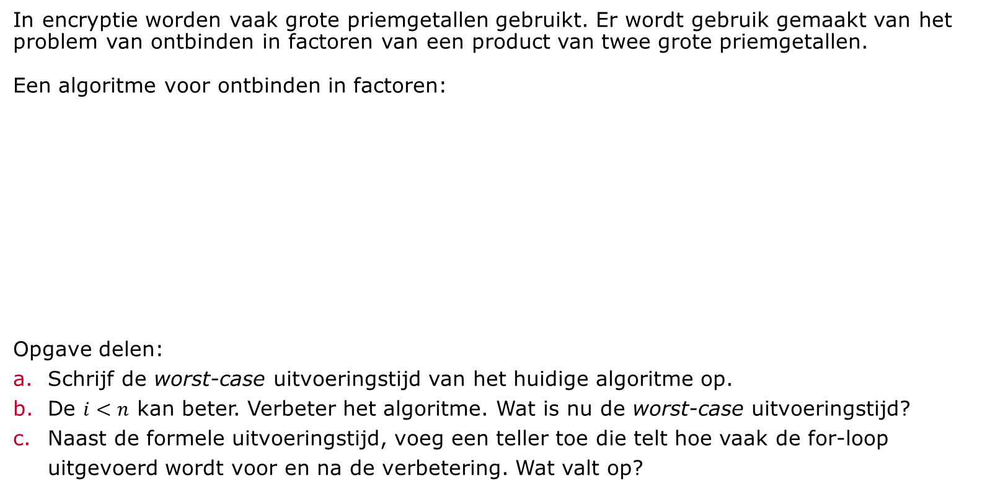 In encryptie worden vaak grote priemgetallen gebruikt. Er wordt gebruik gemaakt van het
problem van ontbinden in factoren van een product van twee grote priemgetallen.
Een algoritme voor ontbinden in factoren:
Opgave delen:
a. Schrijf de worst-case uitvoeringstijd van het huidige algoritme op.
b. De i < n kan beter. Verbeter het algoritme. Wat is nu de worst-case uitvoeringstijd?
c. Naast de formele uitvoeringstijd, voeg een teller toe die telt hoe vaak de for-loop
uitgevoerd wordt voor en na de verbetering. Wat valt op?